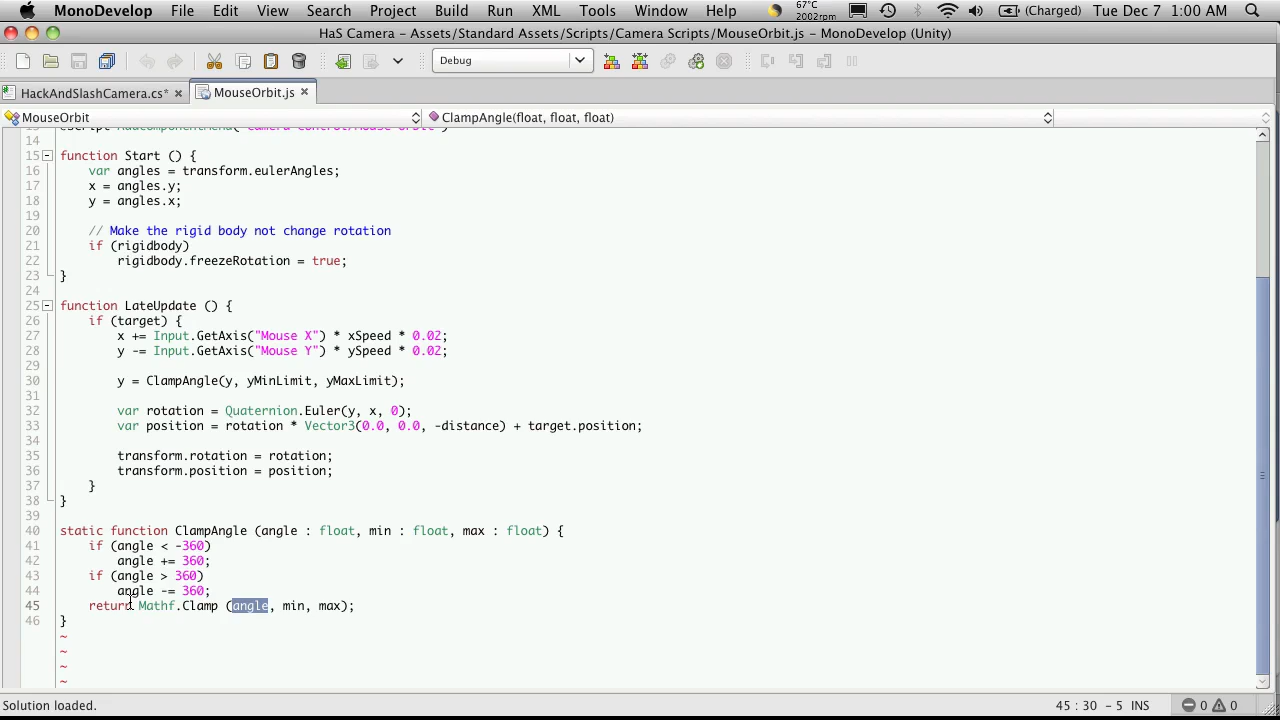 MonoDevelop File Edit View Search Project Build Run XML Tools Window Help 67°C 2002rpm (Charged) Tue Dec 7 1:00 AM
HaS Camera - Assets/Standard Assets/Scripts/Camera Scripts/MouseOrbit.js - MonoDevelop (Unity)
Debug
HackAndSlashCamera.cs* MouseOrbit.js
MouseOrbit ClampAngle(float, float, float)
14
15 function Start () {
16 var angles = transform.eulerAngles;
17 x = angles.y;
18 y = angles.x;
19
20 // Make the rigid body not change rotation
21 if (rigidbody)
22 rigidbody.freezeRotation = true;
23 }
24
25 function LateUpdate () {
26 if (target) {
27 x += Input.GetAxis("Mouse X") * xSpeed * 0.02;
28 y -= Input.GetAxis("Mouse Y") * ySpeed * 0.02;
29
30 y = ClampAngle(y, yMinLimit, yMaxLimit);
31
32 var rotation = Quaternion.Euler(y, x, 0);
33 var position = rotation * Vector3(0.0, 0.0, -distance) + target.position;
34
35 transform.rotation = rotation;
36 transform.position = position;
37 }
38 }
39
40 static function ClampAngle (angle : float, min : float, max : float) {
41 if (angle < -360)
42 angle += 360;
43 if (angle > 360)
44 angle -= 360;
45 return Mathf.Clamp (angle, min, max);
46 }
~
~
~
~
Solution loaded. 45 : 30 - 5 INS 0 0